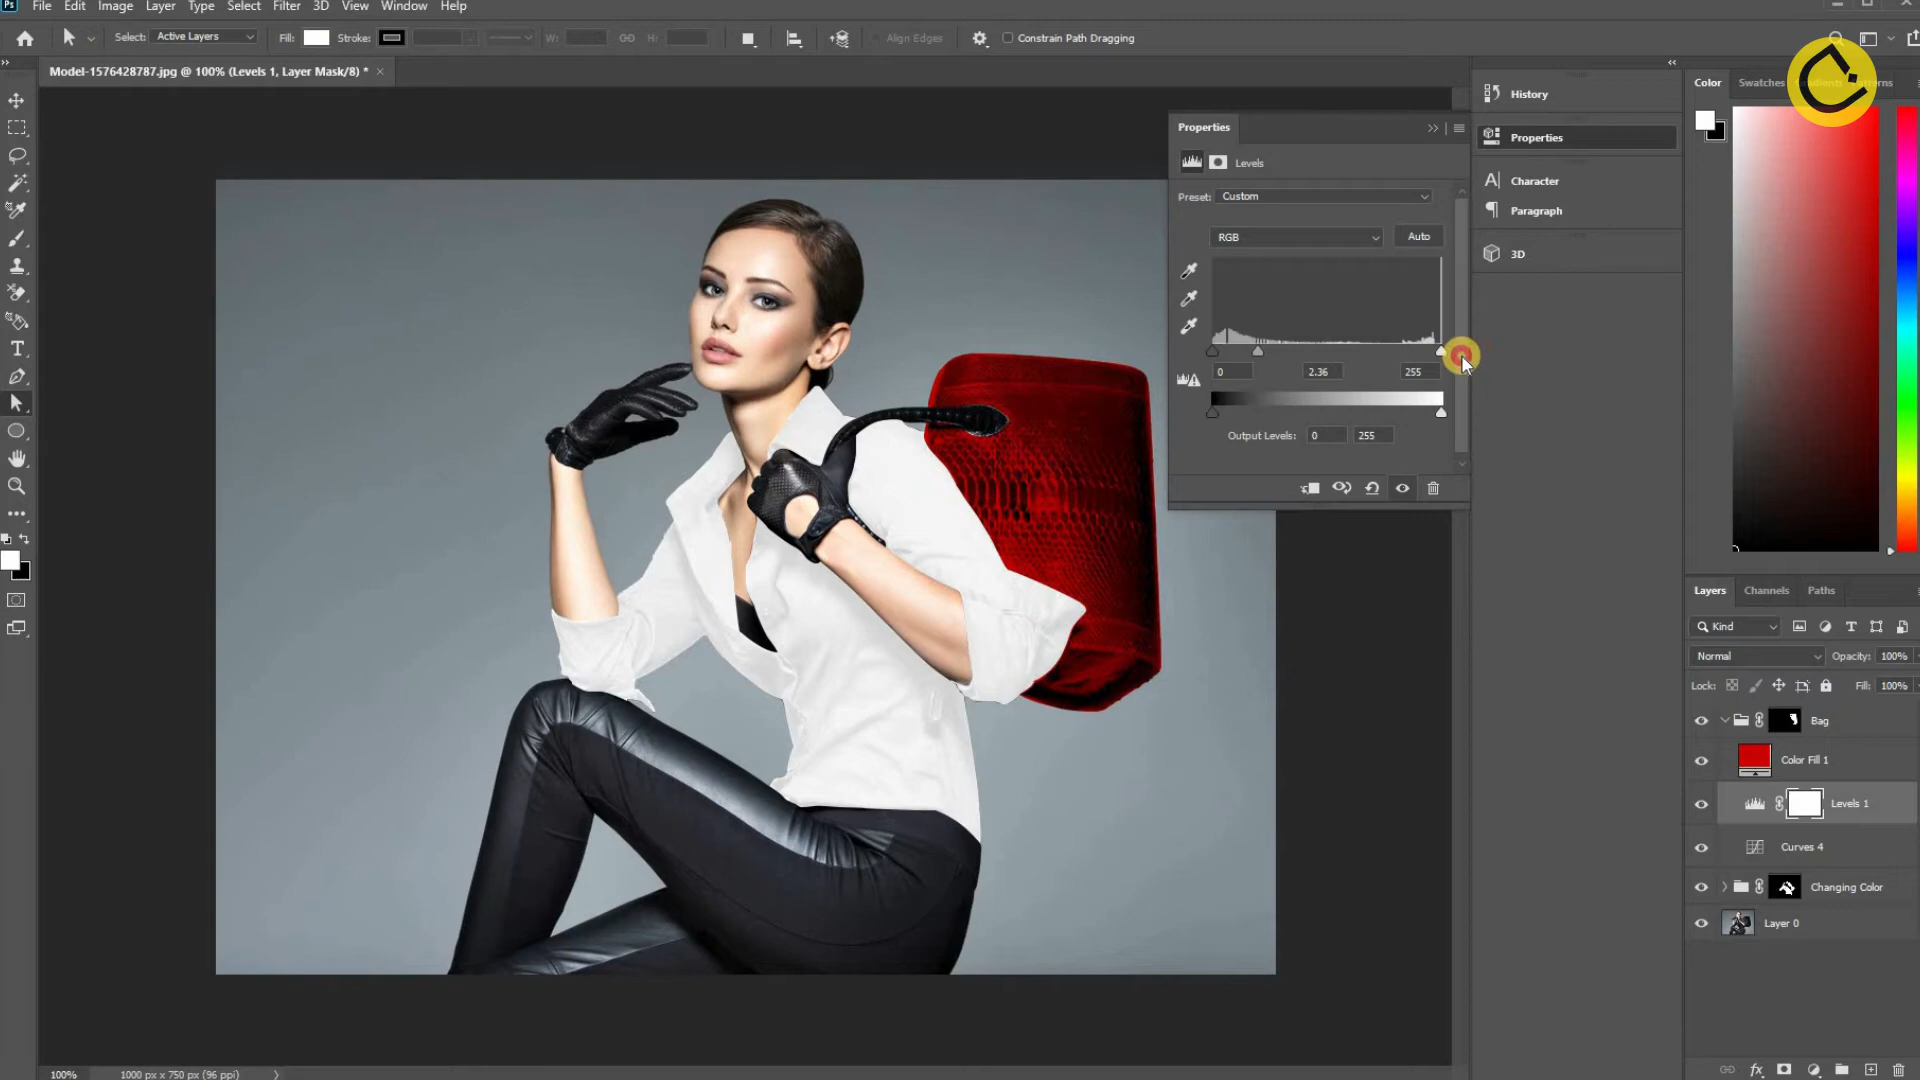 Ps File Edit Image Layer Type Select Filter 3D View Window Help
Select: Active Layers Fill: Stroke: W: H: Align Edges Constrain Path Dragging
Model-1576428787.jpg @ 100% (Levels 1, Layer Mask/8) * ×
History
Properties
Character
Paragraph
3D
Properties
Levels
Preset: Custom
RGB Auto
0 2.36 255
Output Levels: 0 255
Color Swatches
Layers Channels Paths
Kind
Normal Opacity: 100%
Lock: Fill: 100%
Bag
Color Fill 1
Levels 1
Curves 4
Changing Color
Layer 0
fx
100% 1000 px x 750 px (96 ppi)